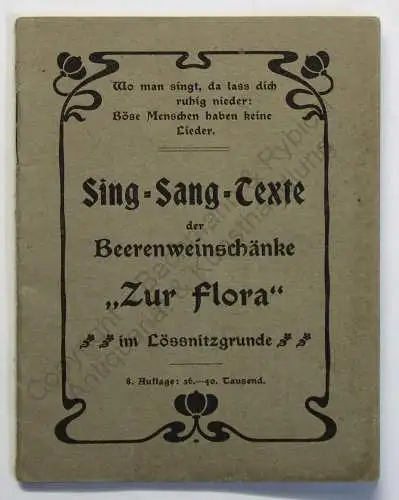 Wo man singt, da lass dich
ruhig nieder:
Böse Menschen haben keine
Lieder.
Sing=Sang=Texte
der
Beerenweinschänke
„Zur Flora“
im Lössnitzgrunde
8. Auflage: 36.–40. Tausend.